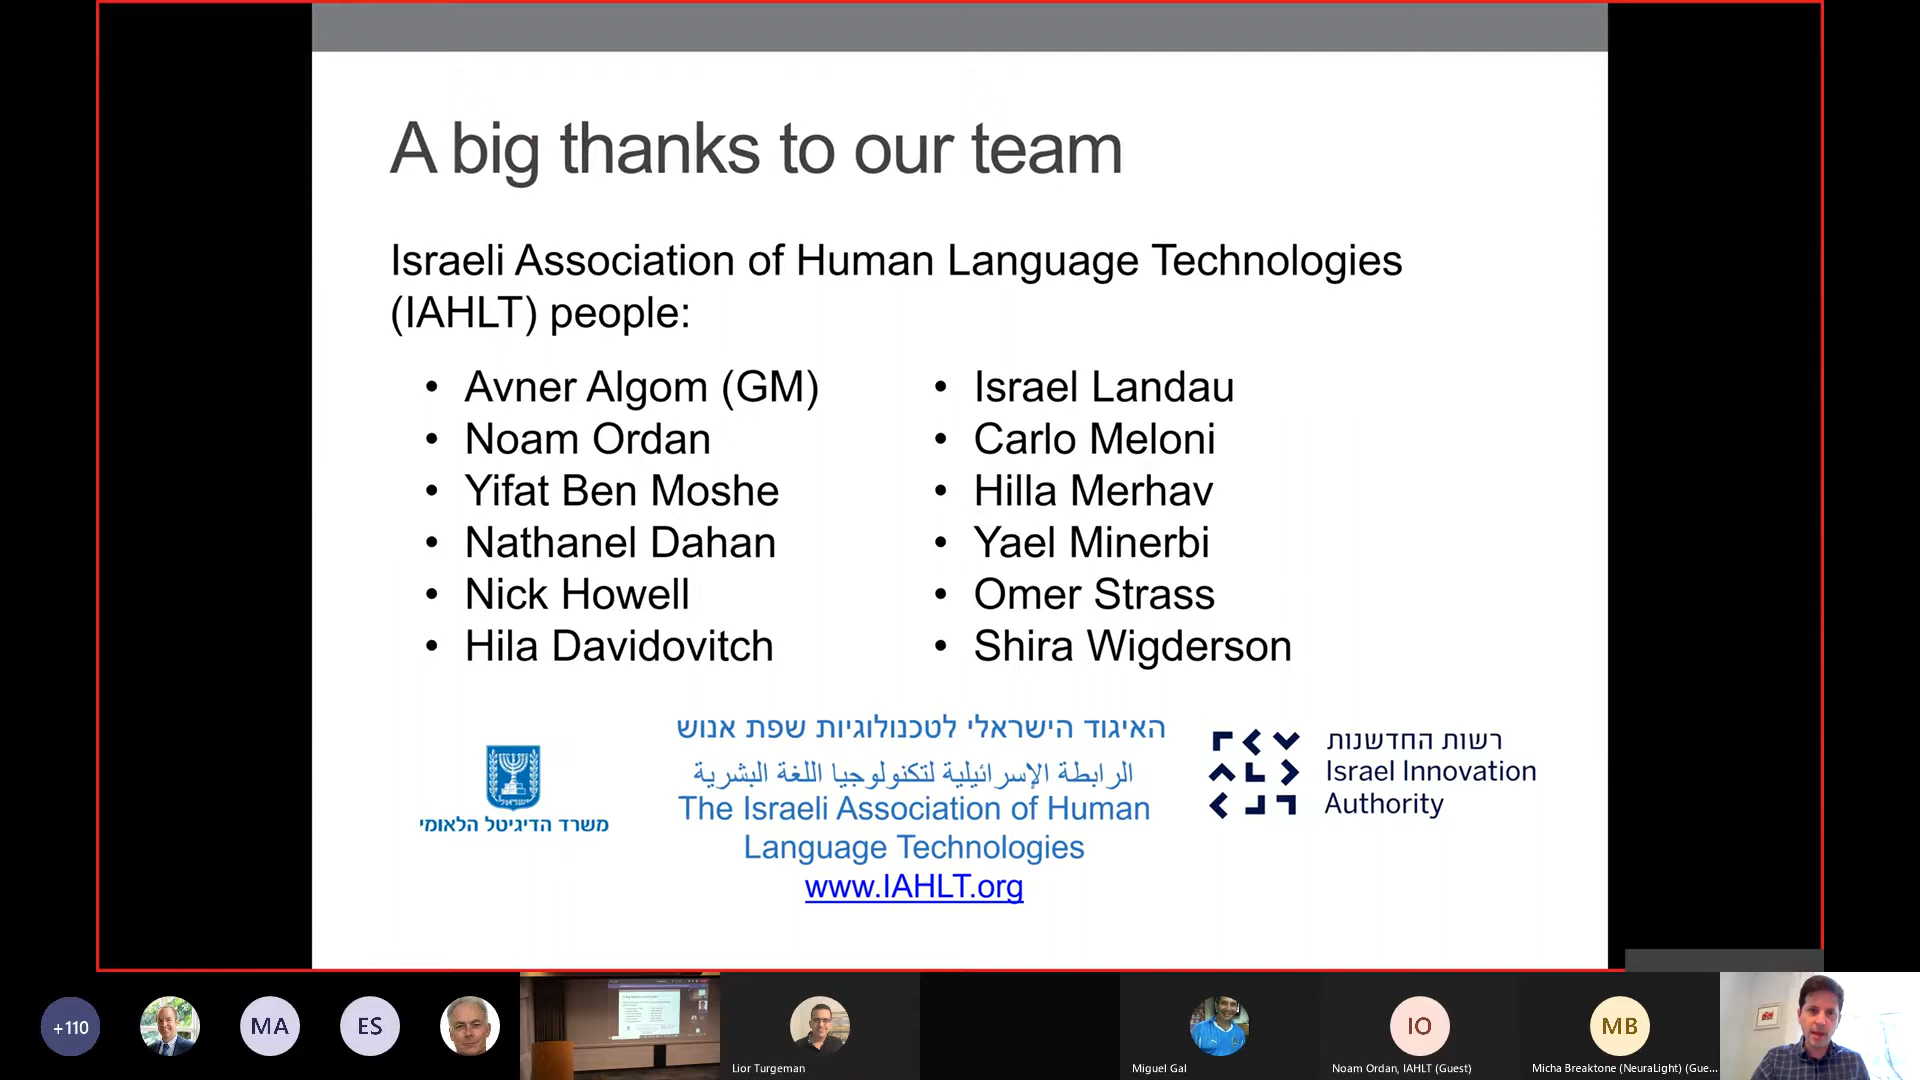 A big thanks to our team
Israeli Association of Human Language Technologies
(IAHLT) people:
• Avner Algom (GM)
• Noam Ordan
• Yifat Ben Moshe
• Nathanel Dahan
• Nick Howell
• Hila Davidovitch
• Israel Landau
• Carlo Meloni
• Hilla Merhav
• Yael Minerbi
• Omer Strass
• Shira Wigderson
משרד הדיגיטל הלאומי
האיגוד הישראלי לטכנולוגיות שפת אנוש
الرابطة الإسرائيلية لتكنولوجيا اللغة البشرية
The Israeli Association of Human
Language Technologies
www.IAHLT.org
רשות החדשנות
Israel Innovation
Authority
+110
MA
ES
Lior Turgeman
Miguel Gal
IO
Noam Ordan, IAHLT (Guest)
MB
Micha Breaktone (NeuraLight) (Gue...